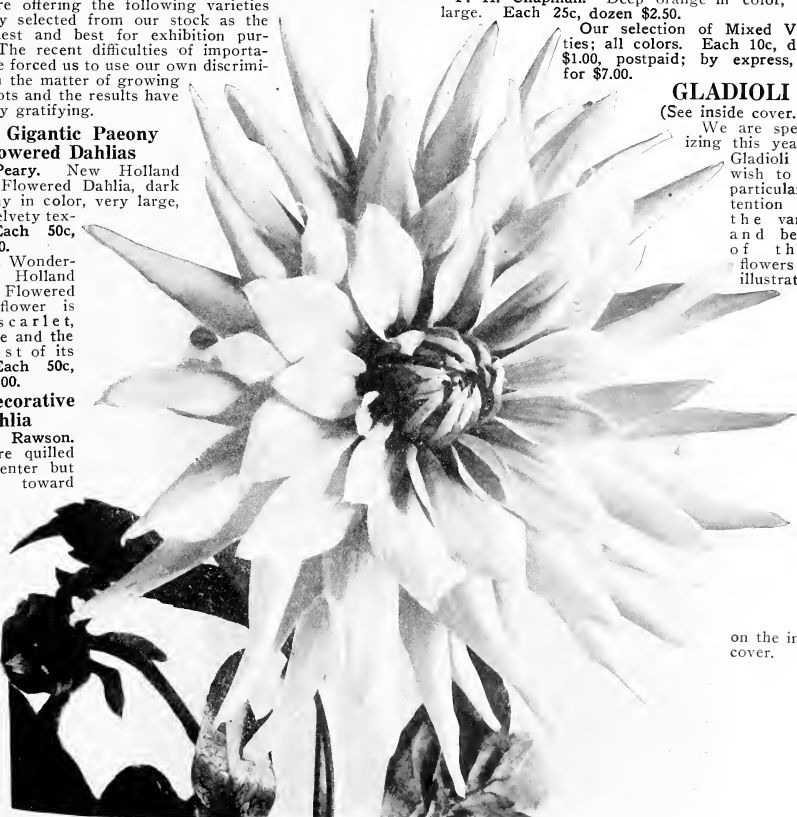 re offering the following varieties
y selected from our stock as the
est and best for exhibition pur-
The recent difficulties of importa-
e forced us to use our own discrimi-
the matter of growing
ots and the results have
y gratifying.
Gigantic Paeony
owered Dahlias
Peary. New Holland
Flowered Dahlia, dark
y in color, very large,
elvety tex-
Each 50c,
0.
Wonder-
Holland
Flowered
flower is
scarlet,
e and the
st of its
Each 50c,
00.
ecorative
hlia
Rawson.
re quilled
enter but
toward
large. Each 25c, dozen $2.50.
Our selection of Mixed V
ties; all colors. Each 10c, d
$1.00, postpaid; by express,
for $7.00.
GLADIOLI
(See inside cover.
We are spe
izing this yea
Gladioli
wish to
particula
tention
the va
and be
of th
flowers
illustrat
on the in
cover.